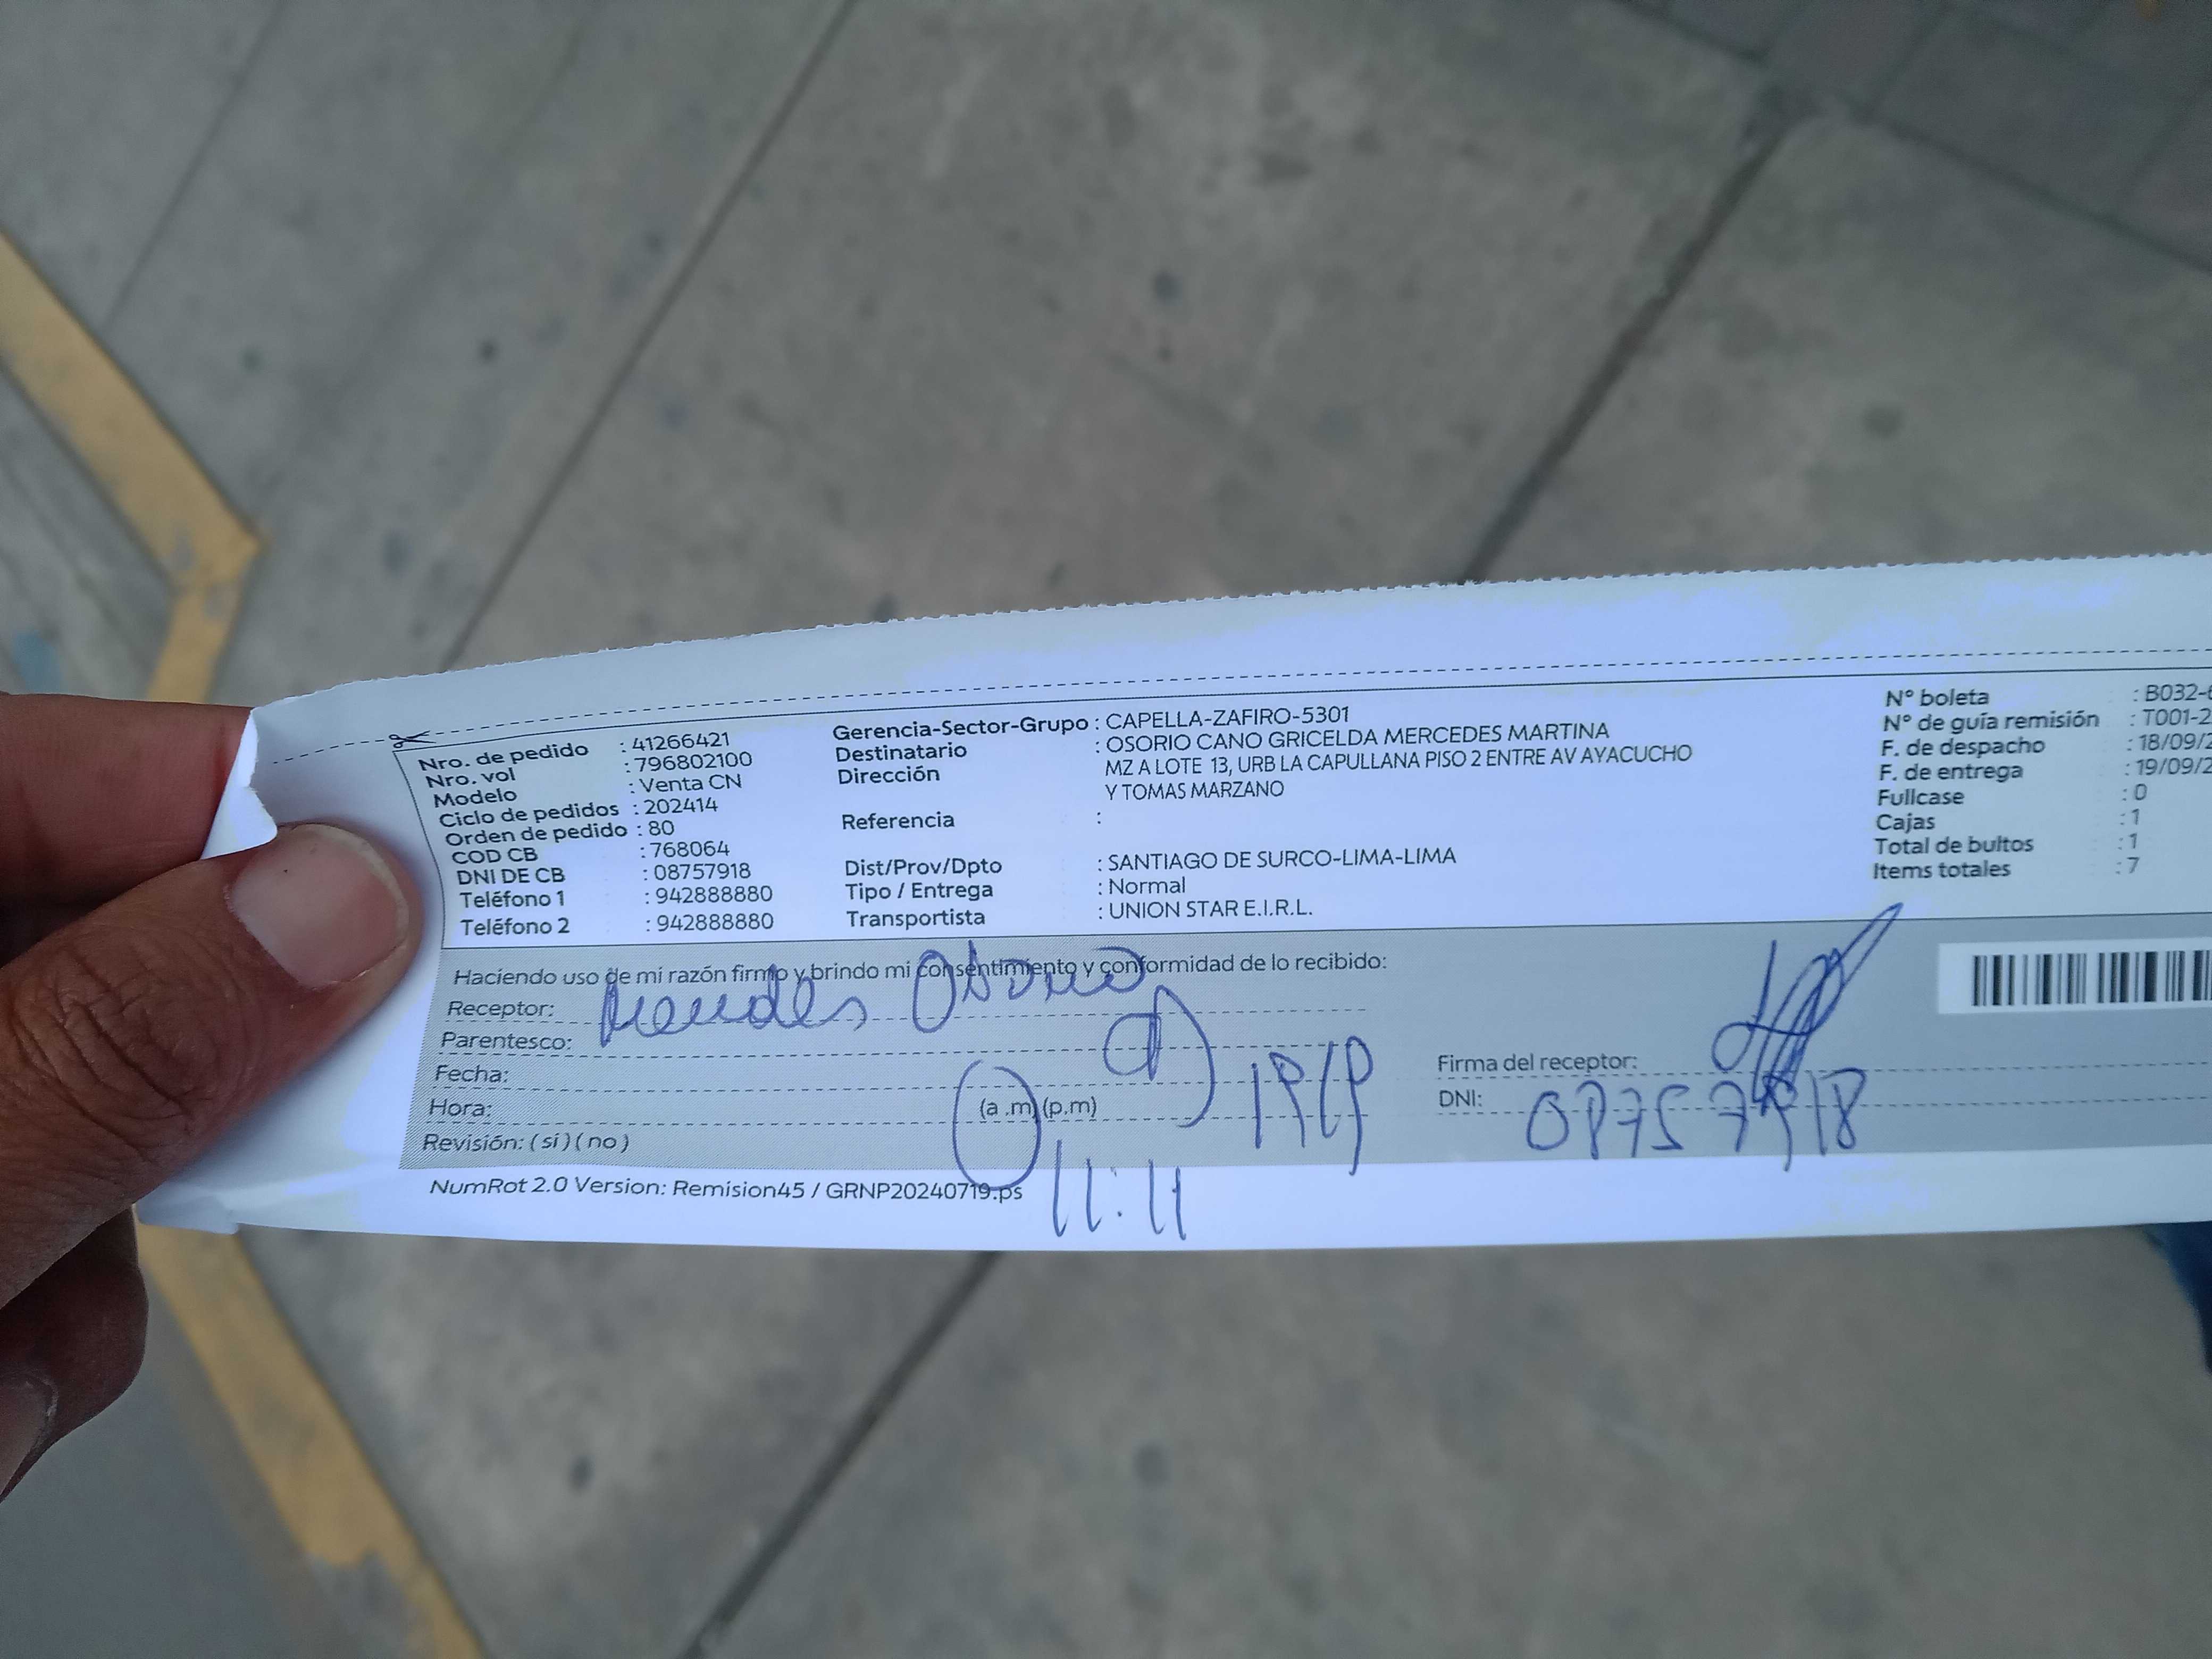 Nro. de pedido : 41266421
Nro. vol : 796802100
Modelo : Venta CN
Ciclo de pedidos : 202414
Orden de pedido : 80
COD CB : 768064
DNI DE CB : 08757918
Teléfono 1 : 942888880
Teléfono 2 : 942888880
Gerencia-Sector-Grupo : CAPELLA-ZAFIRO-5301
Destinatario : OSORIO CANO GRICELDA MERCEDES MARTINA
Dirección MZ A LOTE 13, URB LA CAPULLANA PISO 2 ENTRE AV AYACUCHO
Y TOMAS MARZANO
Referencia :
Dist/Prov/Dpto : SANTIAGO DE SURCO-LIMA-LIMA
Tipo / Entrega : Normal
Transportista : UNION STAR E.I.R.L.
N° boleta : B032-
N° de guía remisión : T001-2
F. de despacho : 18/09/2
F. de entrega : 19/09/2
Fullcase : 0
Cajas : 1
Total de bultos : 1
Items totales : 7
Haciendo uso de mi razón firmo y brindo mi consentimiento y conformidad de lo recibido:
Receptor: Osorio
Parentesco:
Fecha:
Hora: (a .m) (p.m)
Revisión: ( si ) ( no )
11:11
Firma del receptor:
DNI: 08757918
NumRot 2.0 Version: Remision45 / GRNP20240719.ps